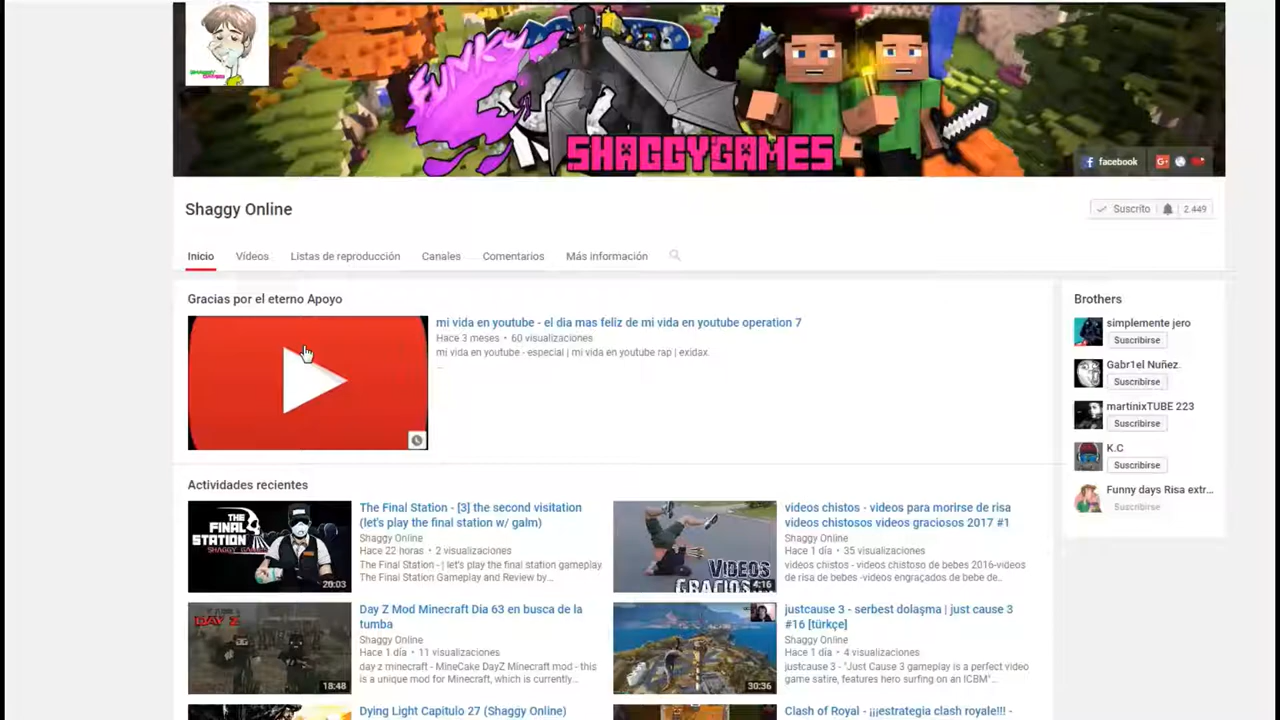 SHAGGYGAMES
facebook
Shaggy Online
Suscrito 2.449
Inicio Vídeos Listas de reproducción Canales Comentarios Más información
Gracias por el eterno Apoyo
mi vida en youtube - el dia mas feliz de mi vida en youtube operation 7
Hace 3 meses • 60 visualizaciones
mi vida en youtube - especial | mi vida en youtube rap | exidax.
...
Brothers
simplemente jero
Suscribirse
Gabr1el Nuñez.
Suscribirse
martinixTUBE 223
Suscribirse
K.C
Suscribirse
Funny days Risa extr...
Suscribirse
Actividades recientes
THE FINAL STATION
SHAGGY GAMES
20:03
The Final Station - [3] the second visitation
(let's play the final station w/ galm)
Shaggy Online
Hace 22 horas • 2 visualizaciones
The Final Station - | let's play the final station gameplay
The Final Station Gameplay and Review by...
VIDEOS
GRACIOS
4:16
videos chistos - videos para morirse de risa
videos chistosos videos graciosos 2017 #1
Shaggy Online
Hace 1 día • 35 visualizaciones
videos chistos - videos chistoso de bebes 2016-videos
de risa de bebes -videos engraçados de bebe de...
DAY Z
18:48
Day Z Mod Minecraft Dia 63 en busca de la
tumba
Shaggy Online
Hace 1 día • 11 visualizaciones
day z minecraft - MineCake DayZ Minecraft mod - this
is a unique mod for Minecraft, which is currently...
30:36
justcause 3 - serbest dolaşma | just cause 3
#16 [türkçe]
Shaggy Online
Hace 1 día • 4 visualizaciones
justcause 3 - "Just Cause 3 gameplay is a perfect video
game satire, features hero surfing on an ICBM"...
Dying Light Capitulo 27 (Shaggy Online)
Clash of Royal - ¡¡¡estrategia clash royale!!! -